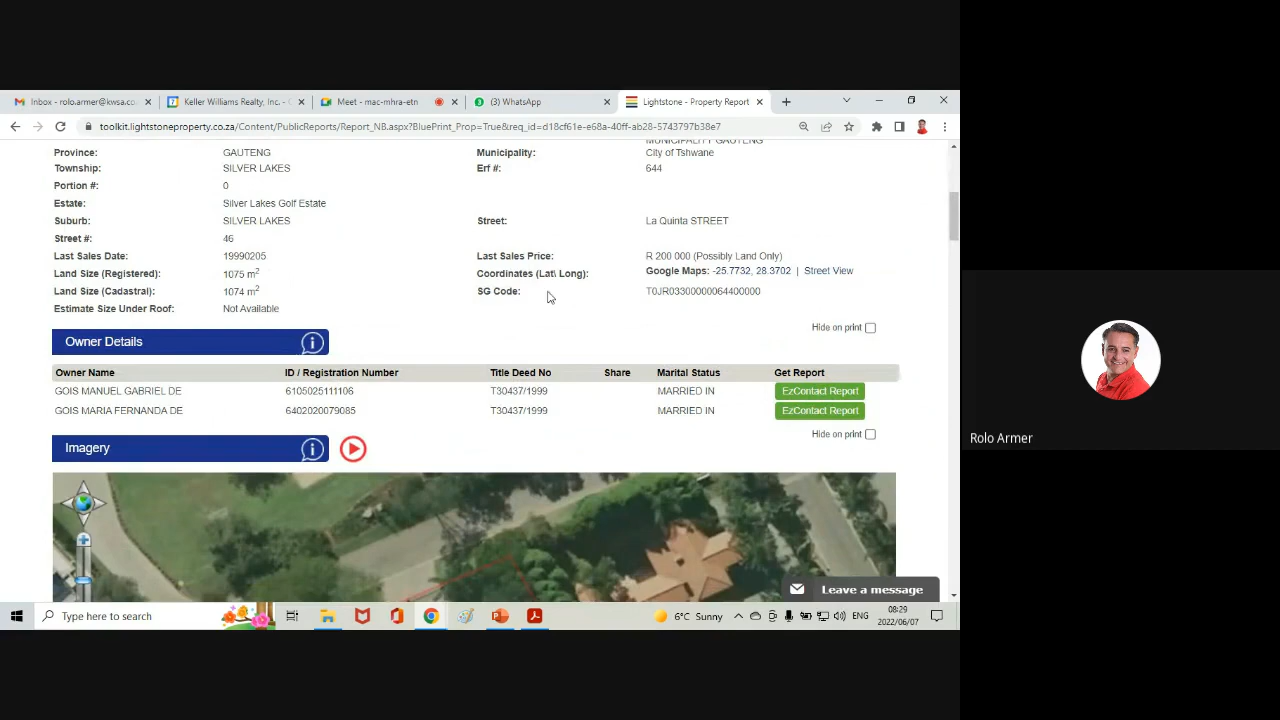 Inbox - rolo.armer@kwsa.co
Keller Williams Realty, Inc. - C
Meet - mac-mhra-etn
(3) WhatsApp
Lightstone - Property Report
toolkit.lightstoneproperty.co.za/Content/PublicReports/Report_NB.aspx?BluePrint_Prop=True&req_id=d18cf61e-e68a-40ff-ab28-5743797b38e7
MUNICIPALITY GAUTENG
Province: GAUTENG Municipality: City of Tshwane
Township: SILVER LAKES Erf #: 644
Portion #: 0
Estate: Silver Lakes Golf Estate
Suburb: SILVER LAKES Street: La Quinta STREET
Street #: 46
Last Sales Date: 19990205 Last Sales Price: R 200 000 (Possibly Land Only)
Land Size (Registered): 1075 m² Coordinates (Lat\ Long): Google Maps: -25.7732, 28.3702 | Street View
Land Size (Cadastral): 1074 m² SG Code: T0JR03300000064400000
Estimate Size Under Roof: Not Available
Hide on print
Owner Details
Owner Name ID / Registration Number Title Deed No Share Marital Status Get Report
GOIS MANUEL GABRIEL DE 6105025111106 T30437/1999 MARRIED IN EzContact Report
GOIS MARIA FERNANDA DE 6402020079085 T30437/1999 MARRIED IN EzContact Report
Hide on print
Imagery
Leave a message
Type here to search
6°C Sunny
ENG
08:29
2022/06/07
Rolo Armer